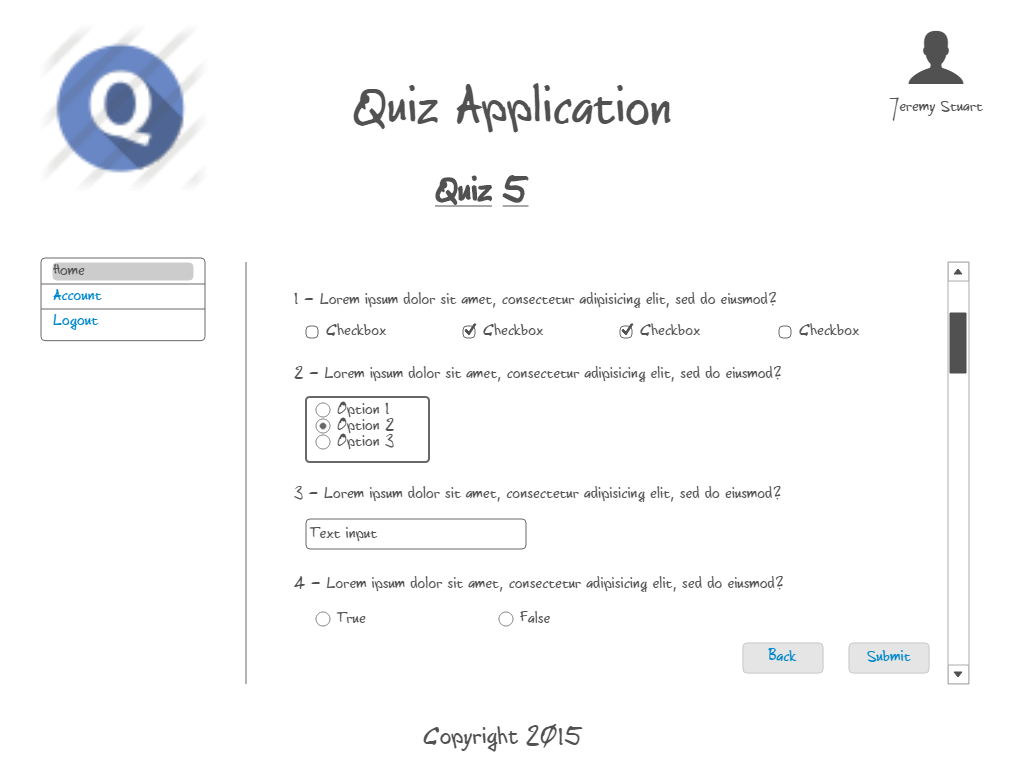 Q
Quiz Application
Jeremy Stuart
Quiz 5
Home
Account
Logout
1 - Lorem ipsum dolor sit amet, consectetur adipisicing elit, sed do eiusmod?
Checkbox Checkbox Checkbox Checkbox
2 - Lorem ipsum dolor sit amet, consectetur adipisicing elit, sed do eiusmod?
Option 1
Option 2
Option 3
3 - Lorem ipsum dolor sit amet, consectetur adipisicing elit, sed do eiusmod?
Text input
4 - Lorem ipsum dolor sit amet, consectetur adipisicing elit, sed do eiusmod?
True False
Back Submit
Copyright 2015